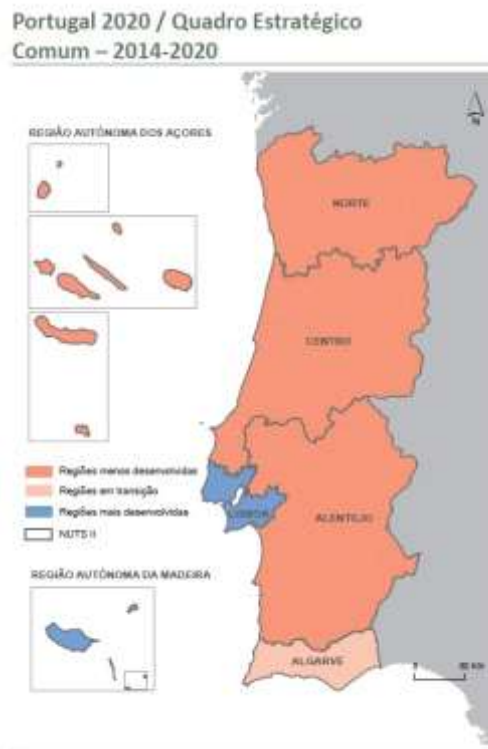 Portugal 2020 / Quadro Estratégico
Comum – 2014-2020
REGIÃO AUTÓNOMA DOS AÇORES
N
NORTE
CENTRO
Regiões menos desenvolvidas
Regiões em transição
Regiões mais desenvolvidas
NUTS II
LISBOA
ALENTEJO
REGIÃO AUTÓNOMA DA MADEIRA
ALGARVE
0